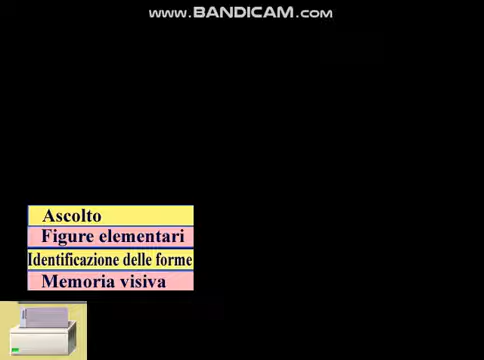 www.BANDICAM.com
Ascolto
Figure elementari
Identificazione delle forme
Memoria visiva